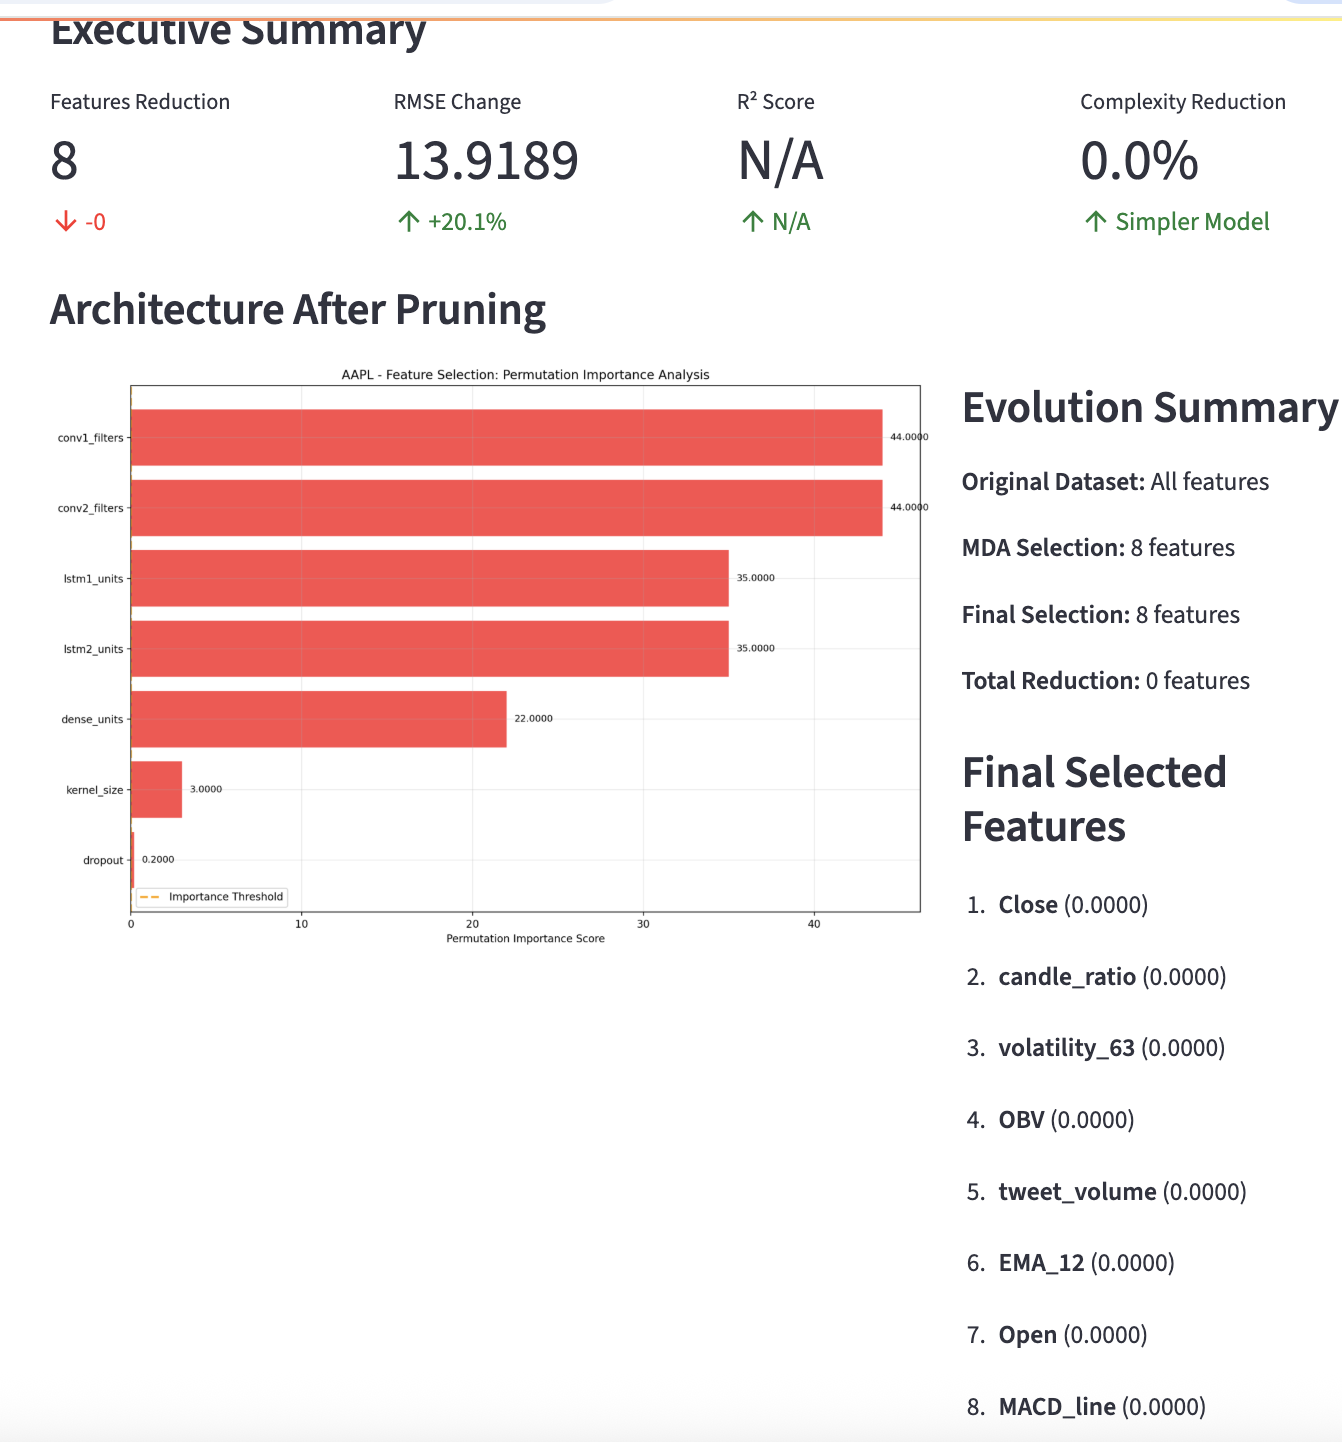 Executive Summary
Features Reduction
8
-0
RMSE Change
13.9189
+20.1%
R² Score
N/A
N/A
Complexity Reduction
0.0%
Simpler Model
Architecture After Pruning
AAPL - Feature Selection: Permutation Importance Analysis
conv1_filters 44.0000
conv2_filters 44.0000
lstm1_units 35.0000
lstm2_units 35.0000
dense_units 22.0000
kernel_size 3.0000
dropout 0.2000
Importance Threshold
0 10 20 30 40
Permutation Importance Score
Evolution Summary
Original Dataset: All features
MDA Selection: 8 features
Final Selection: 8 features
Total Reduction: 0 features
Final Selected
Features
1. Close (0.0000)
2. candle_ratio (0.0000)
3. volatility_63 (0.0000)
4. OBV (0.0000)
5. tweet_volume (0.0000)
6. EMA_12 (0.0000)
7. Open (0.0000)
8. MACD_line (0.0000)